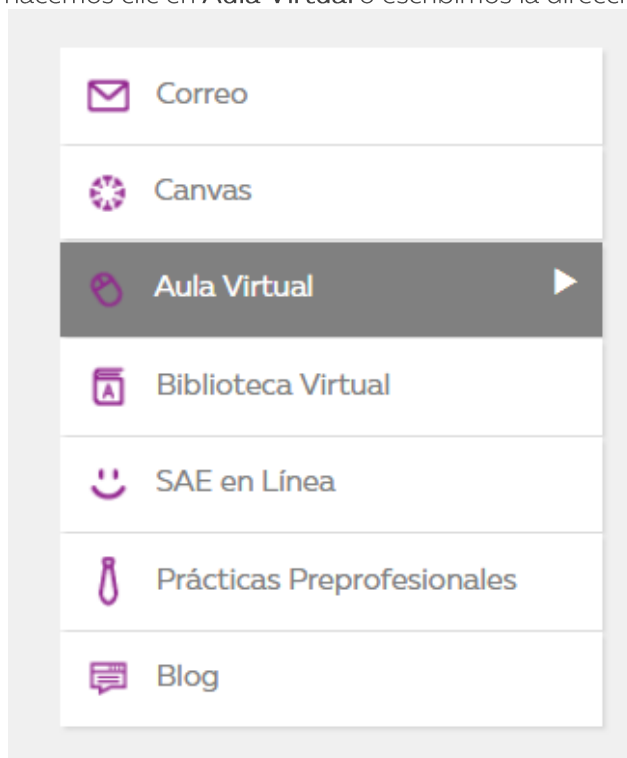 hacemos clic en Aula Virtual o escribimos la direcci
Correo
Canvas
Aula Virtual
Biblioteca Virtual
SAE en Línea
Prácticas Preprofesionales
Blog